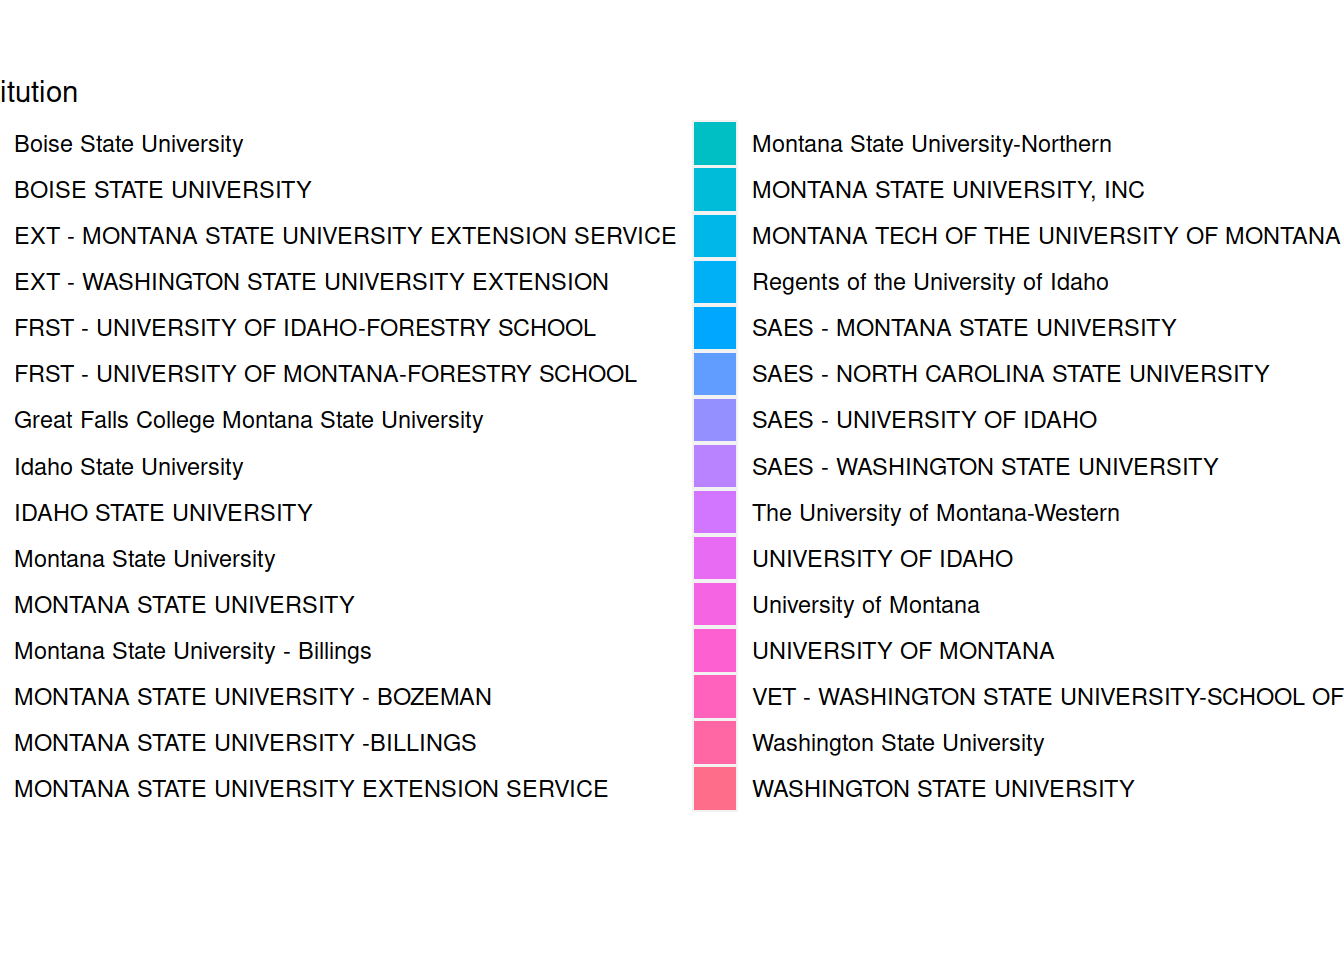 itution
Boise State University
BOISE STATE UNIVERSITY
EXT - MONTANA STATE UNIVERSITY EXTENSION SERVICE
EXT - WASHINGTON STATE UNIVERSITY EXTENSION
FRST - UNIVERSITY OF IDAHO-FORESTRY SCHOOL
FRST - UNIVERSITY OF MONTANA-FORESTRY SCHOOL
Great Falls College Montana State University
Idaho State University
IDAHO STATE UNIVERSITY
Montana State University
MONTANA STATE UNIVERSITY
Montana State University - Billings
MONTANA STATE UNIVERSITY - BOZEMAN
MONTANA STATE UNIVERSITY -BILLINGS
MONTANA STATE UNIVERSITY EXTENSION SERVICE
Montana State University-Northern
MONTANA STATE UNIVERSITY, INC
MONTANA TECH OF THE UNIVERSITY OF MONTANA
Regents of the University of Idaho
SAES - MONTANA STATE UNIVERSITY
SAES - NORTH CAROLINA STATE UNIVERSITY
SAES - UNIVERSITY OF IDAHO
SAES - WASHINGTON STATE UNIVERSITY
The University of Montana-Western
UNIVERSITY OF IDAHO
University of Montana
UNIVERSITY OF MONTANA
VET - WASHINGTON STATE UNIVERSITY-SCHOOL OF
Washington State University
WASHINGTON STATE UNIVERSITY